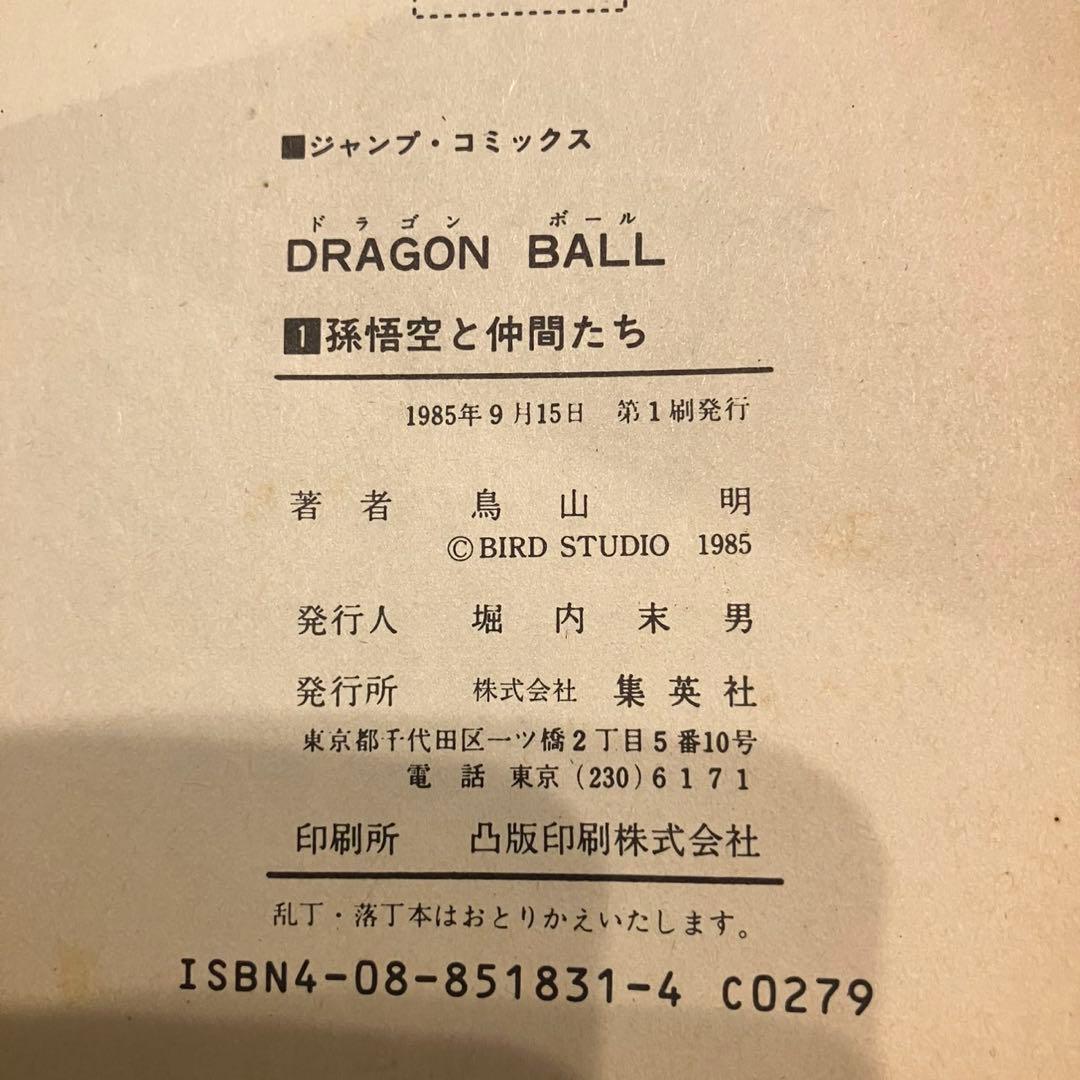 ■ジャンプ・コミックス
ドラゴン ボール
DRAGON BALL
1 孫悟空と仲間たち
1985年9月15日 第1刷発行
著者 鳥山 明
©BIRD STUDIO 1985
発行人 堀内末男
発行所 株式会社 集英社
東京都千代田区一ツ橋2丁目5番10号
電話 東京(230)6171
印刷所 凸版印刷株式会社
乱丁・落丁本はおとりかえいたします。
ISBN4-08-851831-4 C0279